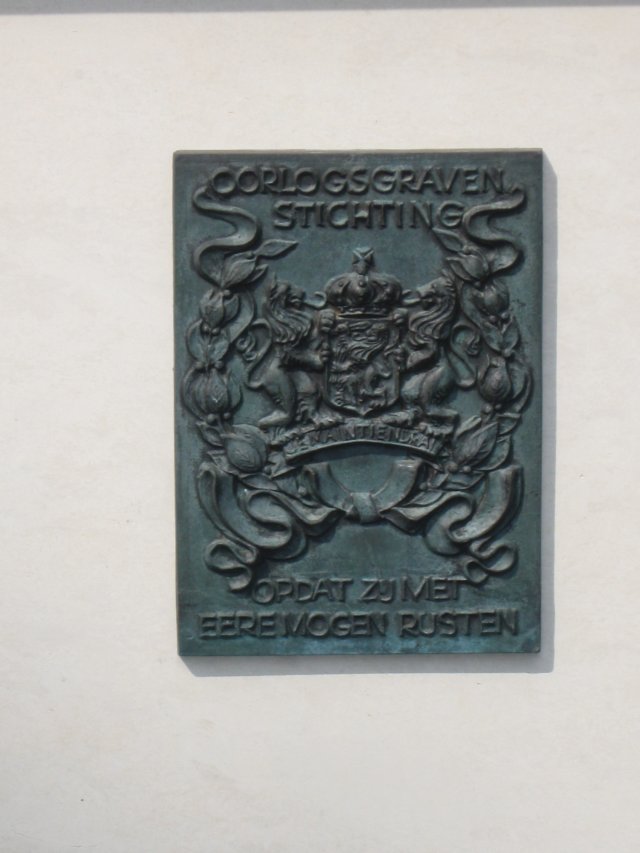 OORLOGSGRAVEN
STICHTING
JE MAINTIENDRAI
OPDAT ZIJ MET
EERE MOGEN RUSTEN